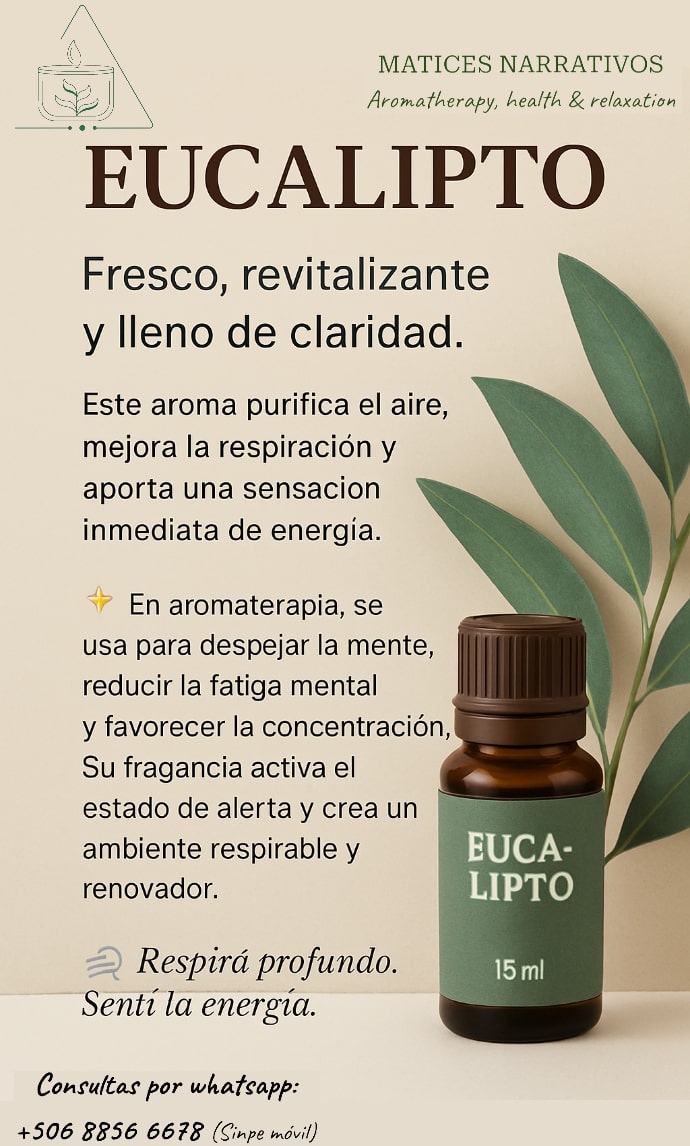 MATICES NARRATIVOS
Aromatherapy, health & relaxation
EUCALIPTO
Fresco, revitalizante
y lleno de claridad.
Este aroma purifica el aire,
mejora la respiración y
aporta una sensacion
inmediata de energía.
✨ En aromaterapia, se
usa para despejar la mente,
reducir la fatiga mental
y favorecer la concentración,
Su fragancia activa el
estado de alerta y crea un
ambiente respirable y
renovador.
Respirá profundo.
Sentí la energía.
EUCA-
LIPTO
15 ml
Consultas por whatsapp:
+506 8856 6678 (Sinpe móvil)